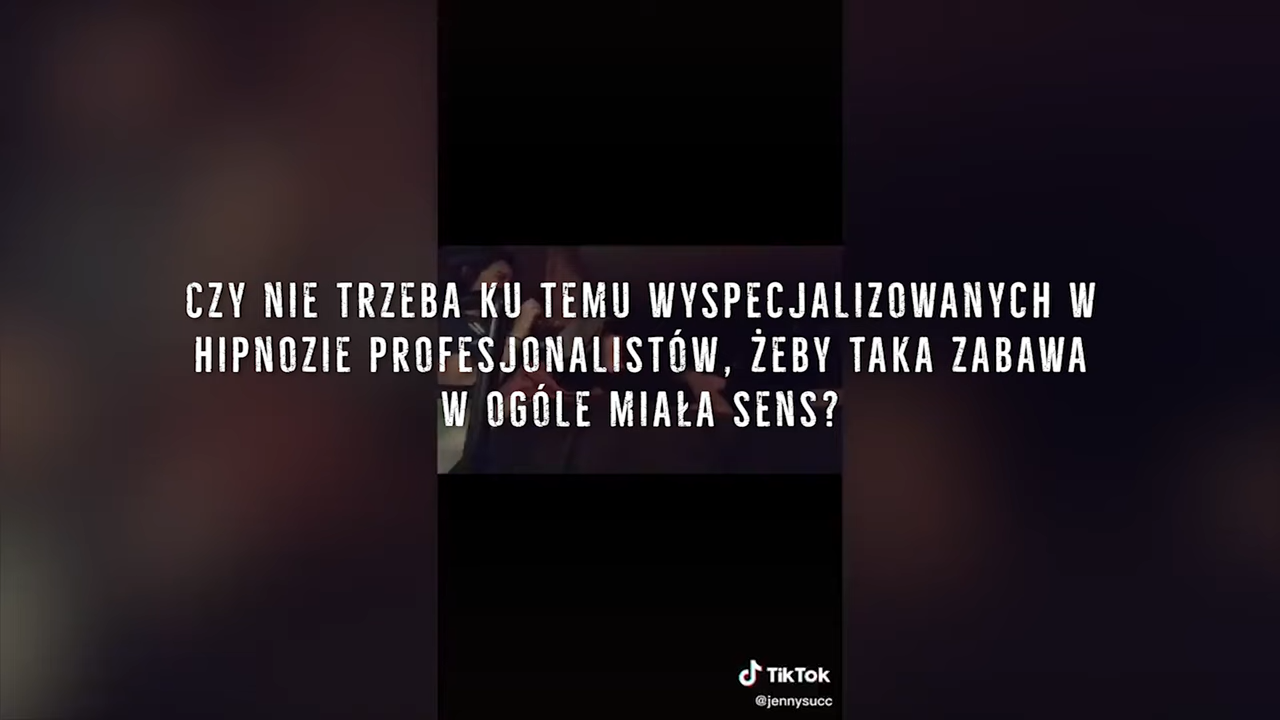 CZY NIE TRZEBA KU TEMU WYSPECJALIZOWANYCH W
HIPNOZIE PROFESJONALISTÓW, ŻEBY TAKA ZABAWA
W OGÓLE MIAŁA SENS?
TikTok
@jennysucc